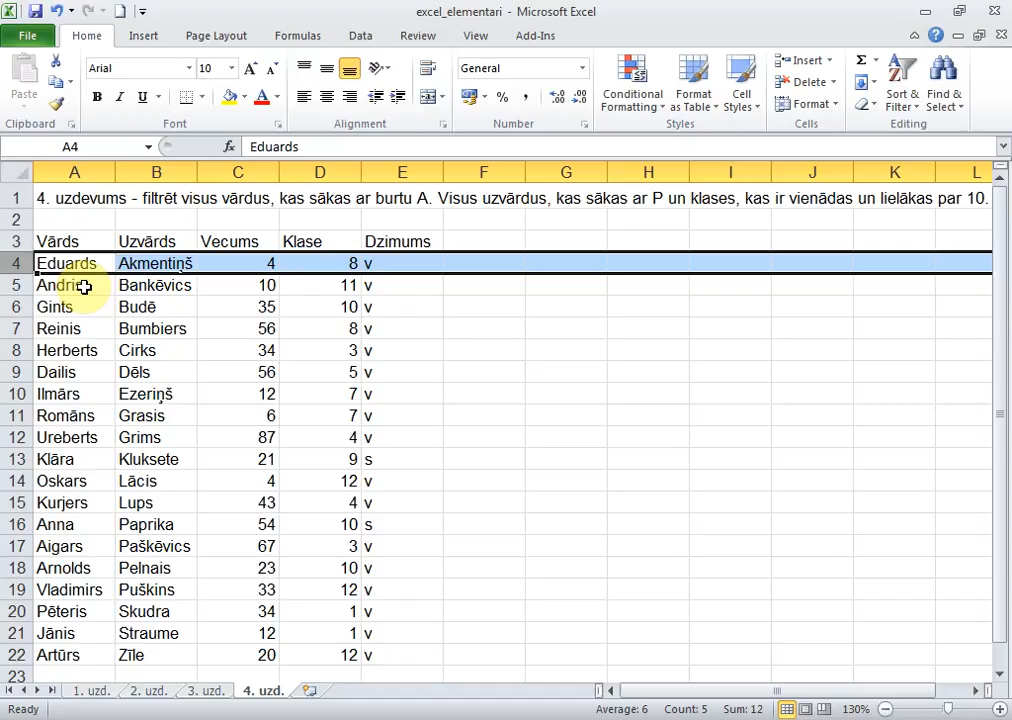 excel_elementari - Microsoft Excel
File Home Insert Page Layout Formulas Data Review View Add-Ins
Paste
Arial 10
B I U
General
% ,
Conditional Formatting
Format as Table
Cell Styles
Insert
Delete
Format
Σ
Sort & Filter
Find & Select
Clipboard Font Alignment Number Styles Cells Editing
A4 fx Eduards
A B C D E F G H I J K L
1 4. uzdevums - filtrēt visus vārdus, kas sākas ar burtu A. Visus uzvārdus, kas sākas ar P un klases, kas ir vienādas un lielākas par 10.
2
3 Vārds Uzvārds Vecums Klase Dzimums
4 Eduards Akmentiņš 4 8 v
5 Bankēvics 10 11 v
6 Gints Budē 35 10 v
7 Reinis Bumbiers 56 8 v
8 Herberts Cirks 34 3 v
9 Dailis Dēls 56 5 v
10 Ilmārs Ezeriņš 12 7 v
11 Romāns Grasis 6 7 v
12 Ureberts Grims 87 4 v
13 Klāra Kluksete 21 9 s
14 Oskars Lācis 4 12 v
15 Kurjers Lups 43 4 v
16 Anna Paprika 54 10 s
17 Aigars Paškēvics 67 3 v
18 Arnolds Pelnais 23 10 v
19 Vladimirs Puškins 33 12 v
20 Pēteris Skudra 34 1 v
21 Jānis Straume 12 1 v
22 Artūrs Zīle 20 12 v
23
1. uzd. 2. uzd. 3. uzd. 4. uzd.
Ready Average: 6 Count: 5 Sum: 12 130%